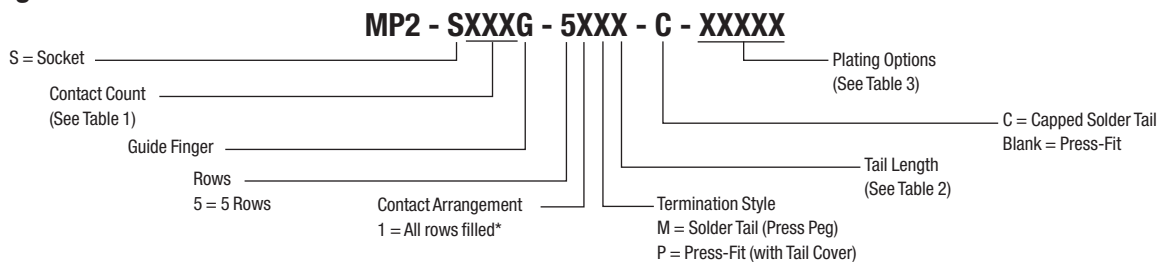 MP2 - SXXXG - 5XXX - C - XXXXX
S = Socket
Contact Count
(See Table 1)
Guide Finger
Rows
5 = 5 Rows
Contact Arrangement
1 = All rows filled*
Termination Style
M = Solder Tail (Press Peg)
P = Press-Fit (with Tail Cover)
Tail Length
(See Table 2)
C = Capped Solder Tail
Blank = Press-Fit
Plating Options
(See Table 3)